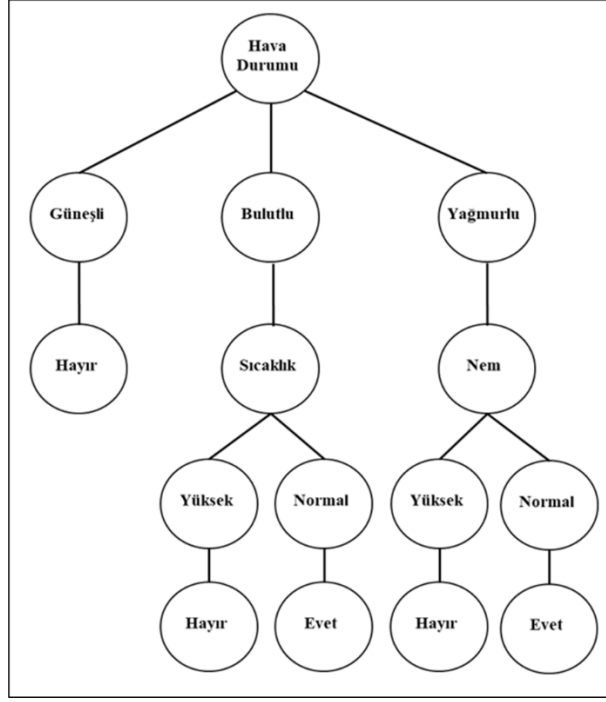 Hava
Durumu
Güneşli
Bulutlu
Yağmurlu
Hayır
Sıcaklık
Nem
Yüksek
Normal
Yüksek
Normal
Hayır
Evet
Hayır
Evet